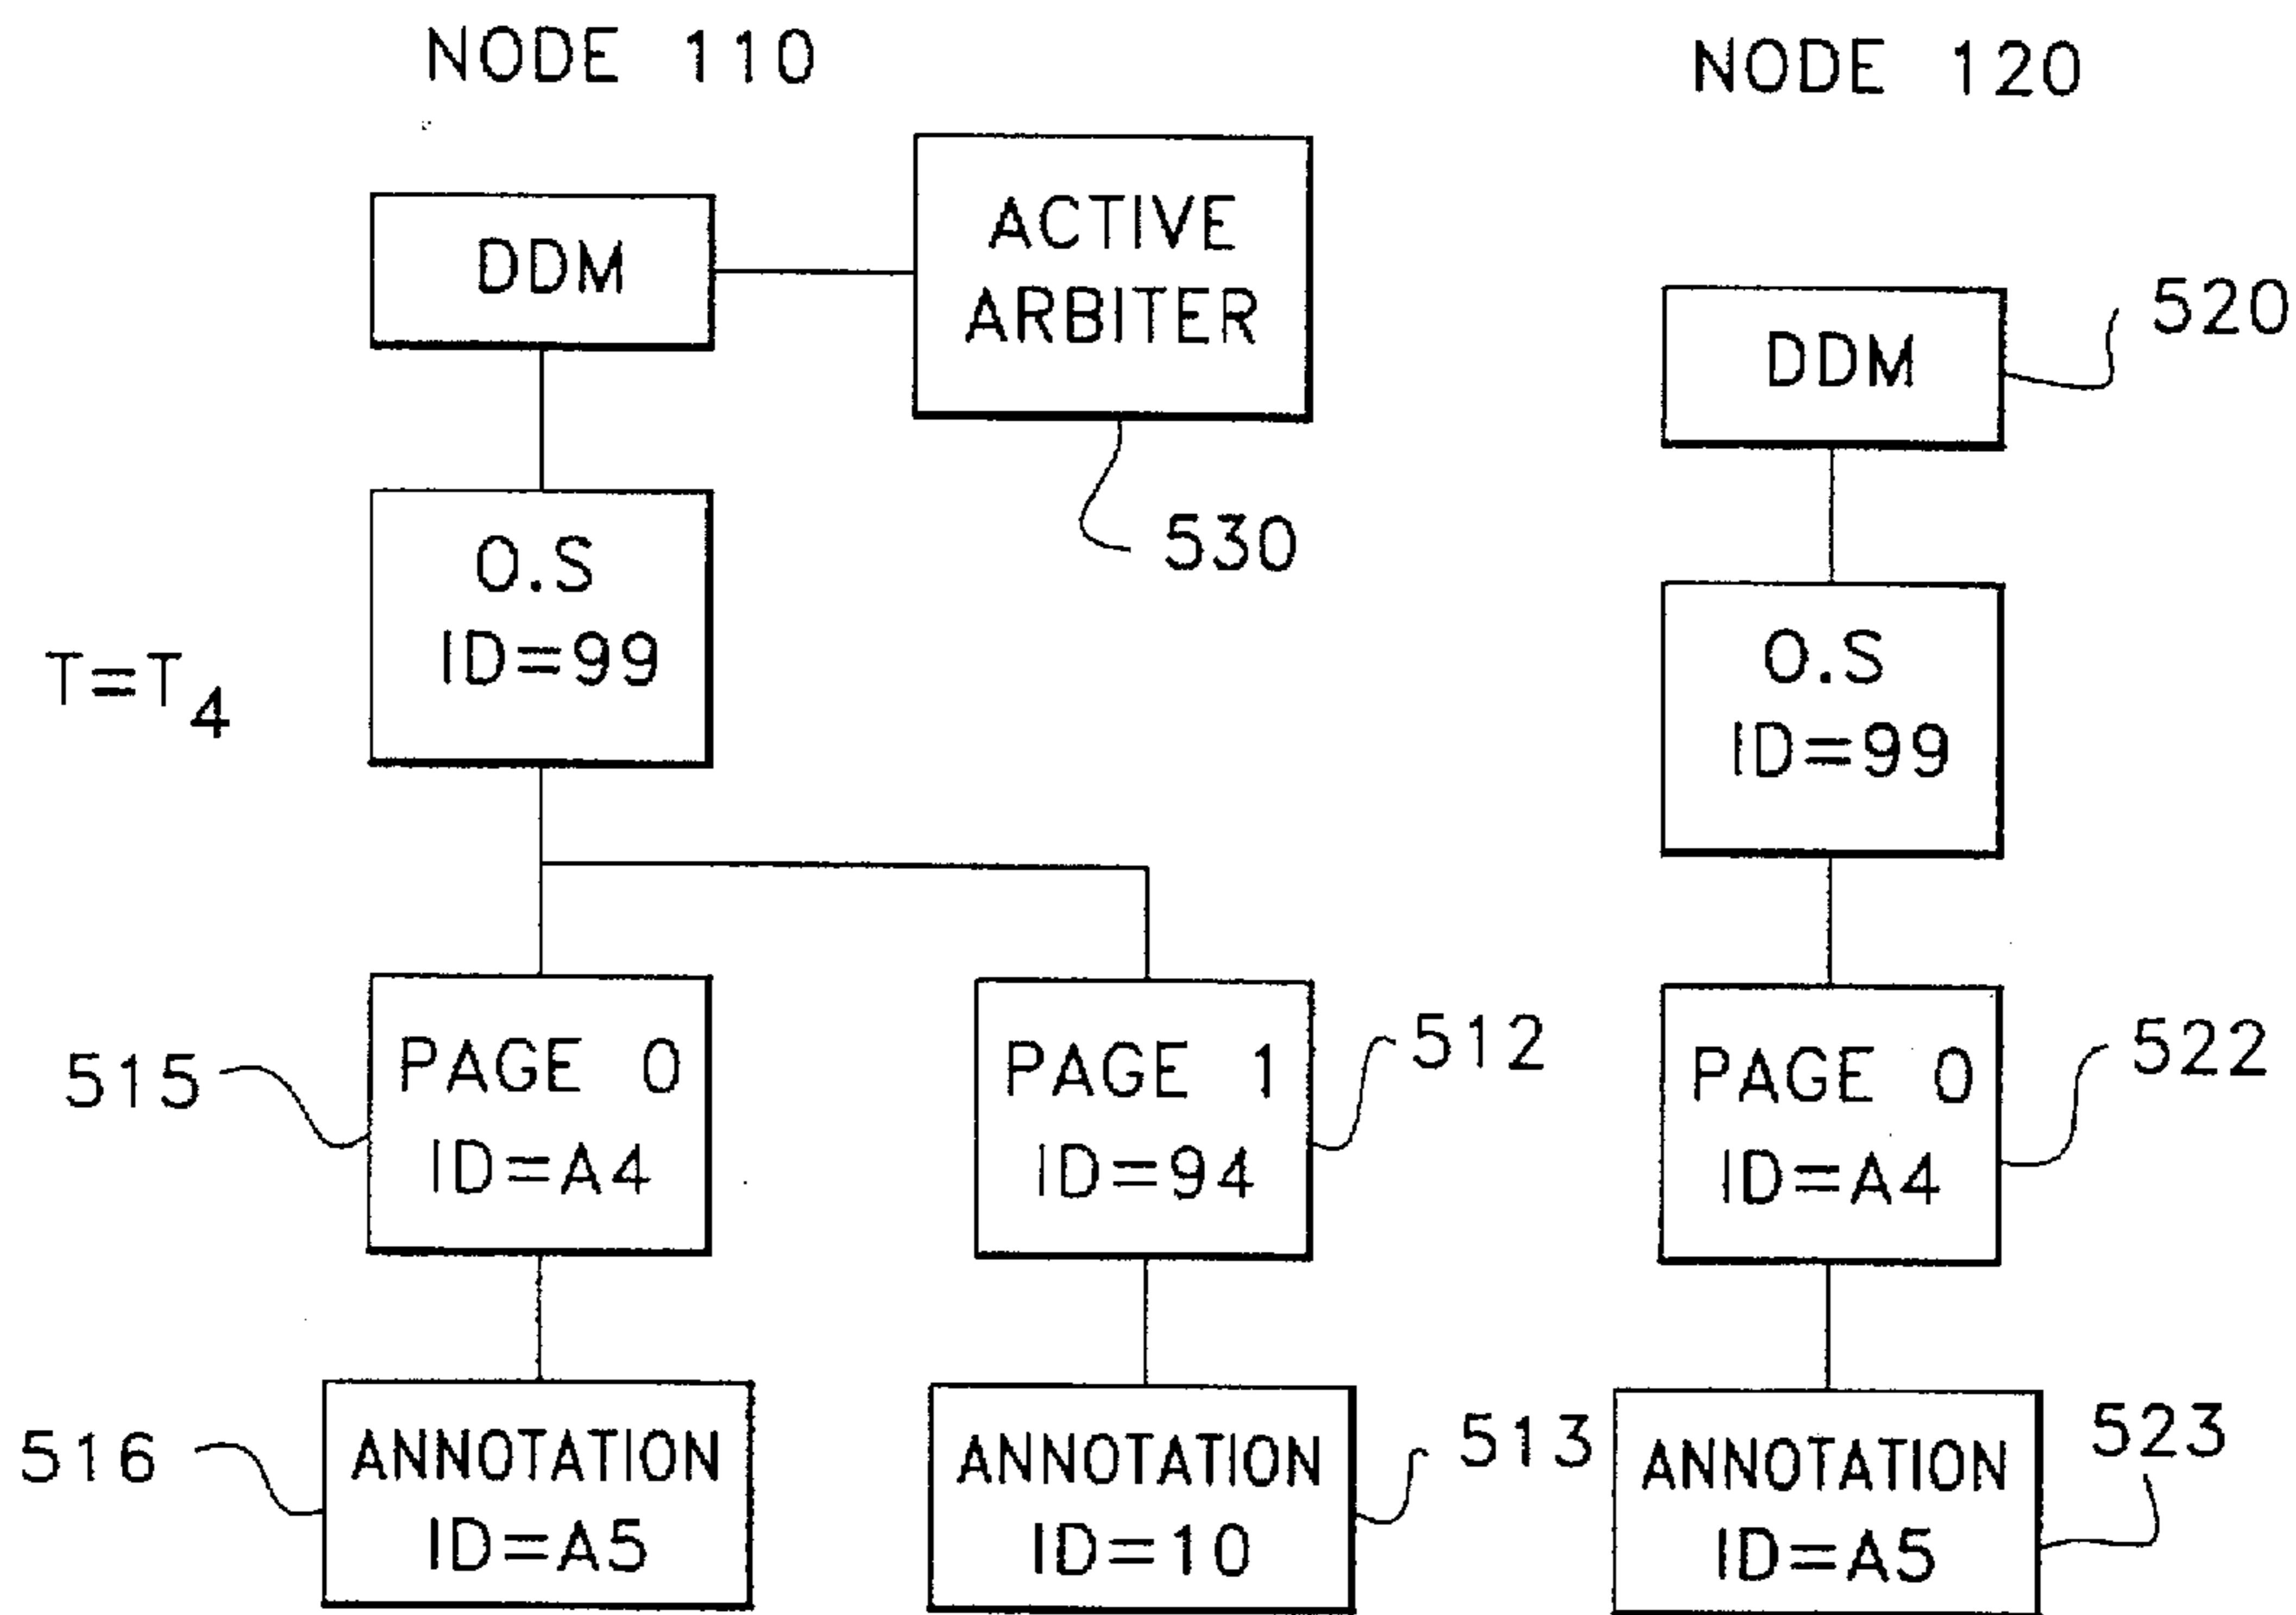 NODE 110
NODE 120
ACTIVE
ARBITER
DDM
520
DDM
530
O.S
ID=99
O.S
ID=99
T=T4
PAGE 0
ID=A4
515
PAGE 1
ID=94
512
PAGE 0
ID=A4
522
ANNOTATION
ID=A5
516
ANNOTATION
ID=10
513
ANNOTATION
ID=A5
523